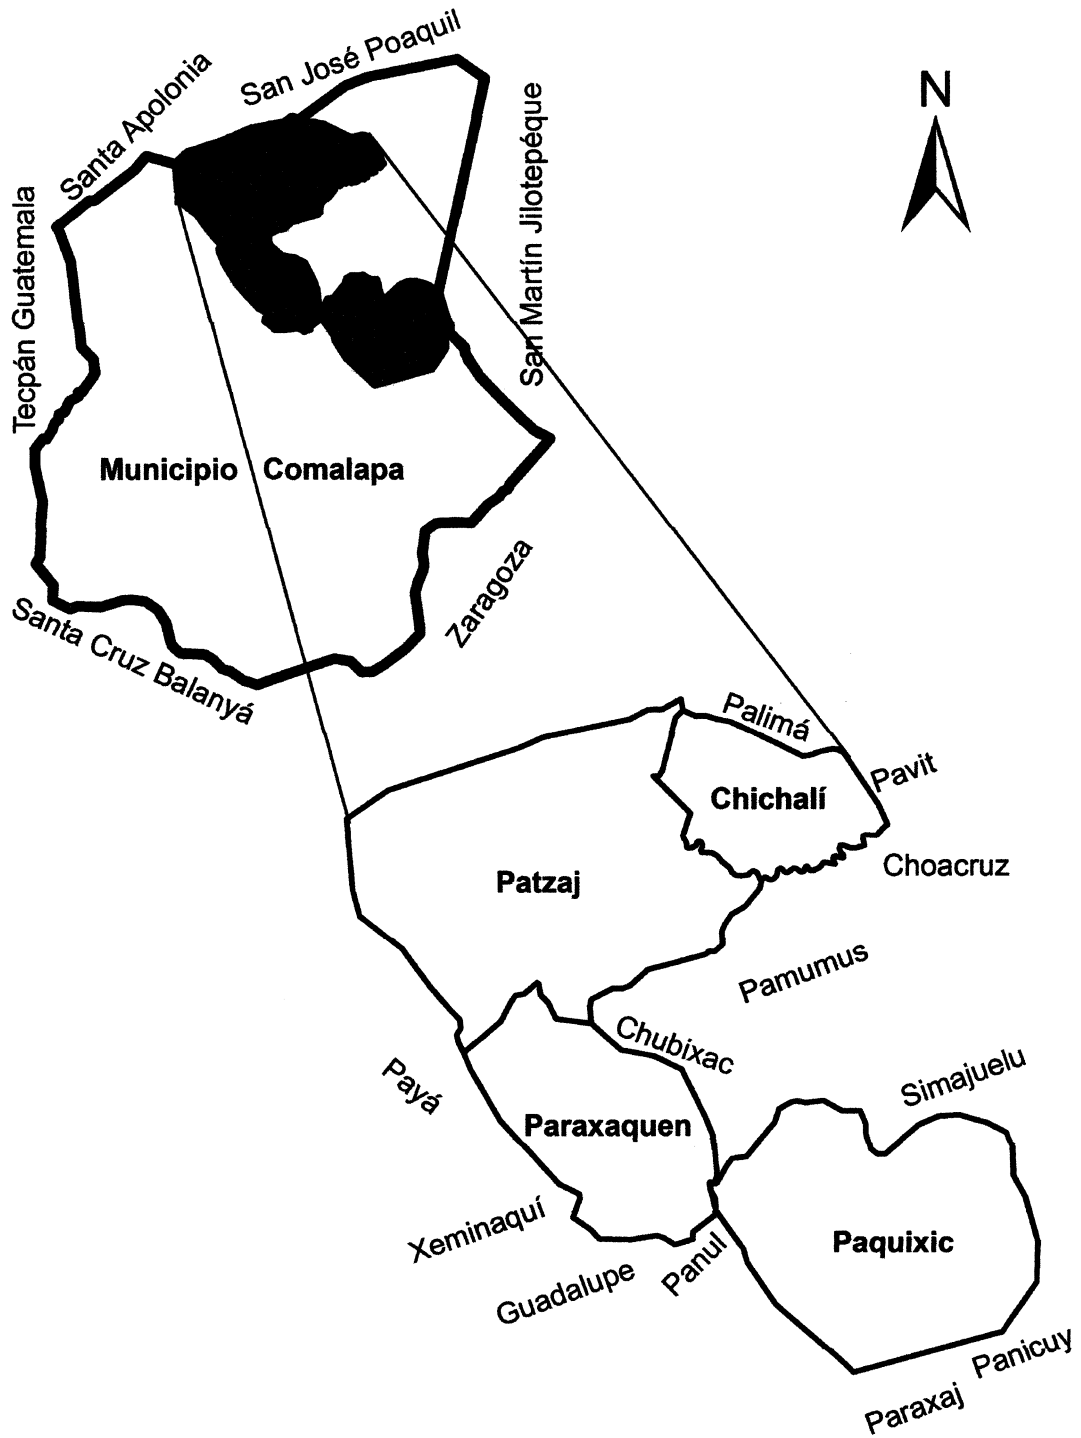 San José Poaquil
Santa Apolonia
N
San Martín Jilotepéque
Tecpán Guatemala
Municipio Comalapa
Zaragoza
Santa Cruz Balanyá
Palimá
Pavit
Chichalí
Choacruz
Patzaj
Pamumus
Chubixac
Payá
Simajuelu
Paraxaquen
Xeminaquí
Paquixic
Panul
Guadalupe
Panicuy
Paraxaj